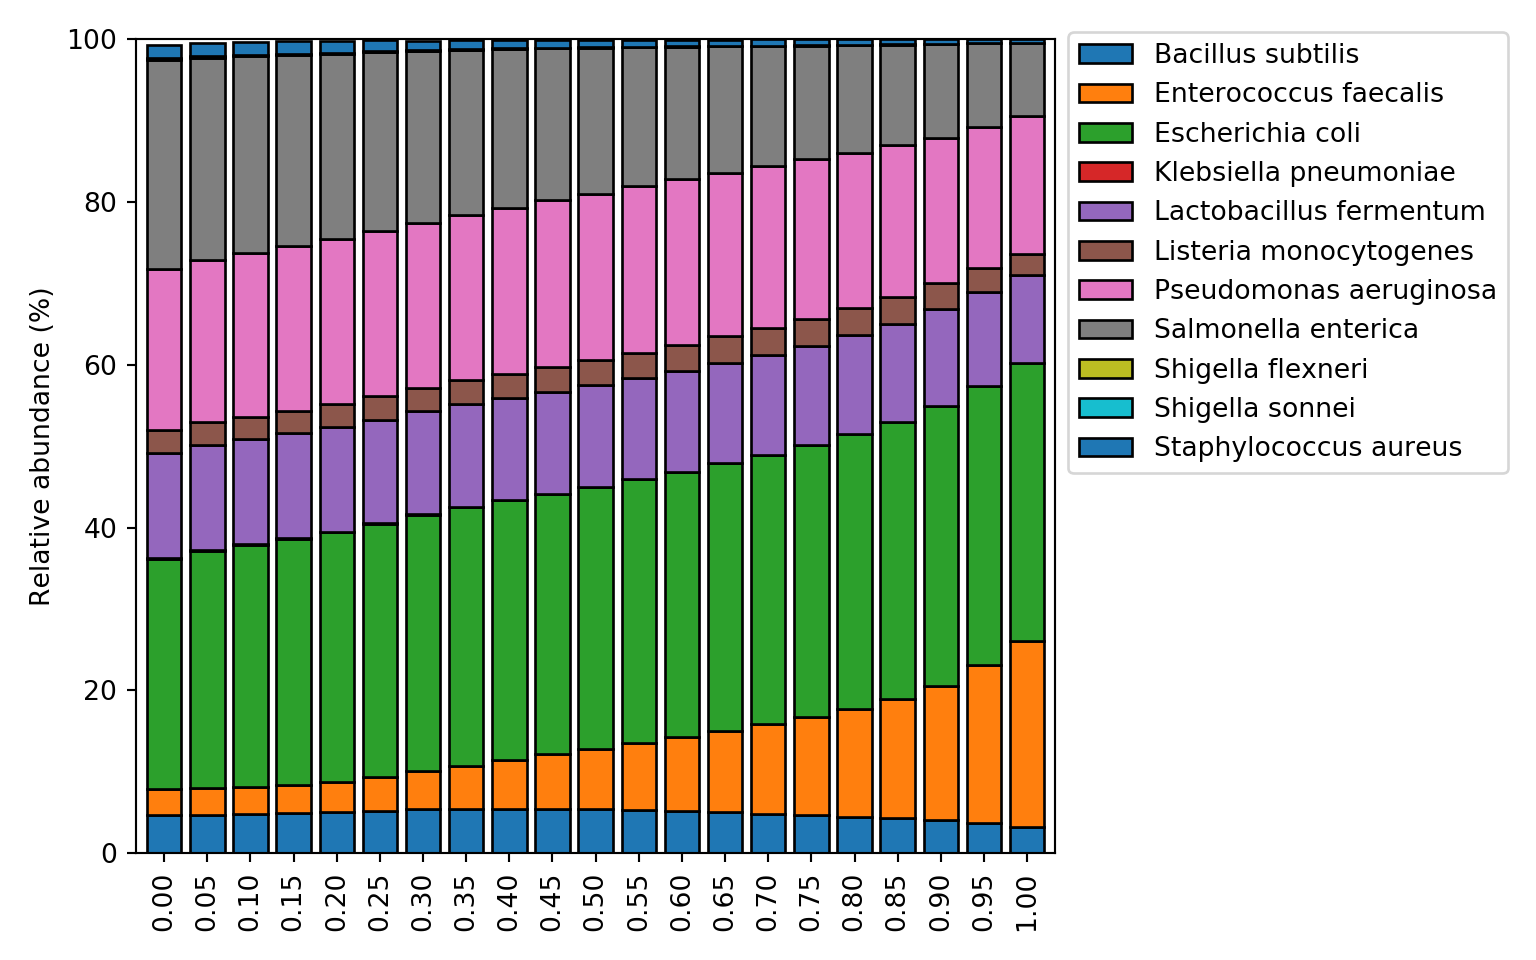 Relative abundance (%)
100
80
60
40
20
0
0.00
0.05
0.10
0.15
0.20
0.25
0.30
0.35
0.40
0.45
0.50
0.55
0.60
0.65
0.70
0.75
0.80
0.85
0.90
0.95
1.00
Bacillus subtilis
Enterococcus faecalis
Escherichia coli
Klebsiella pneumoniae
Lactobacillus fermentum
Listeria monocytogenes
Pseudomonas aeruginosa
Salmonella enterica
Shigella flexneri
Shigella sonnei
Staphylococcus aureus